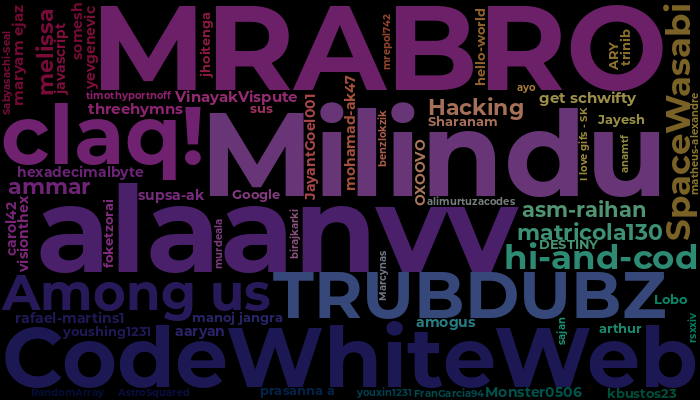 Sabyasachi-Seal
maryam ejaz
melissa
javascript
somesh
yevgenevic
MRABRO
jhoitenga
mrepol742
hello-world
ARY
trinib
SpaceWasabi
matheus-alexandre
timothyportnoff
VinayakVispute
ayo
get schwifty
threehymns
sus
Hacking
Sharanam
Jayesh
claq!
Milindu
JayantGoel001
mohamad-ak47
benzlokzik
OXOOVO
I love gifs - SK
anamtf
hexadecimalbyte
ammar
supsa-ak
Google
alimurtuzacodes
carol42
visionthex
alaanvv
foketzorai
murdeala
birajkarki
Marcynas
asm-raihan
matricola130
DESTINY
hi-and-cod
Among us
TRUBDUBZ
Lobo
rafael-martins1
manoj jangra
amogus
sajan
arthur
rsxxiv
youshing1231
aaryan
CodeWhiteWeb
RandomArray
AstroSquared
prasanna a
youxin1231
FranGarcia94
Monster0506
kbustos23